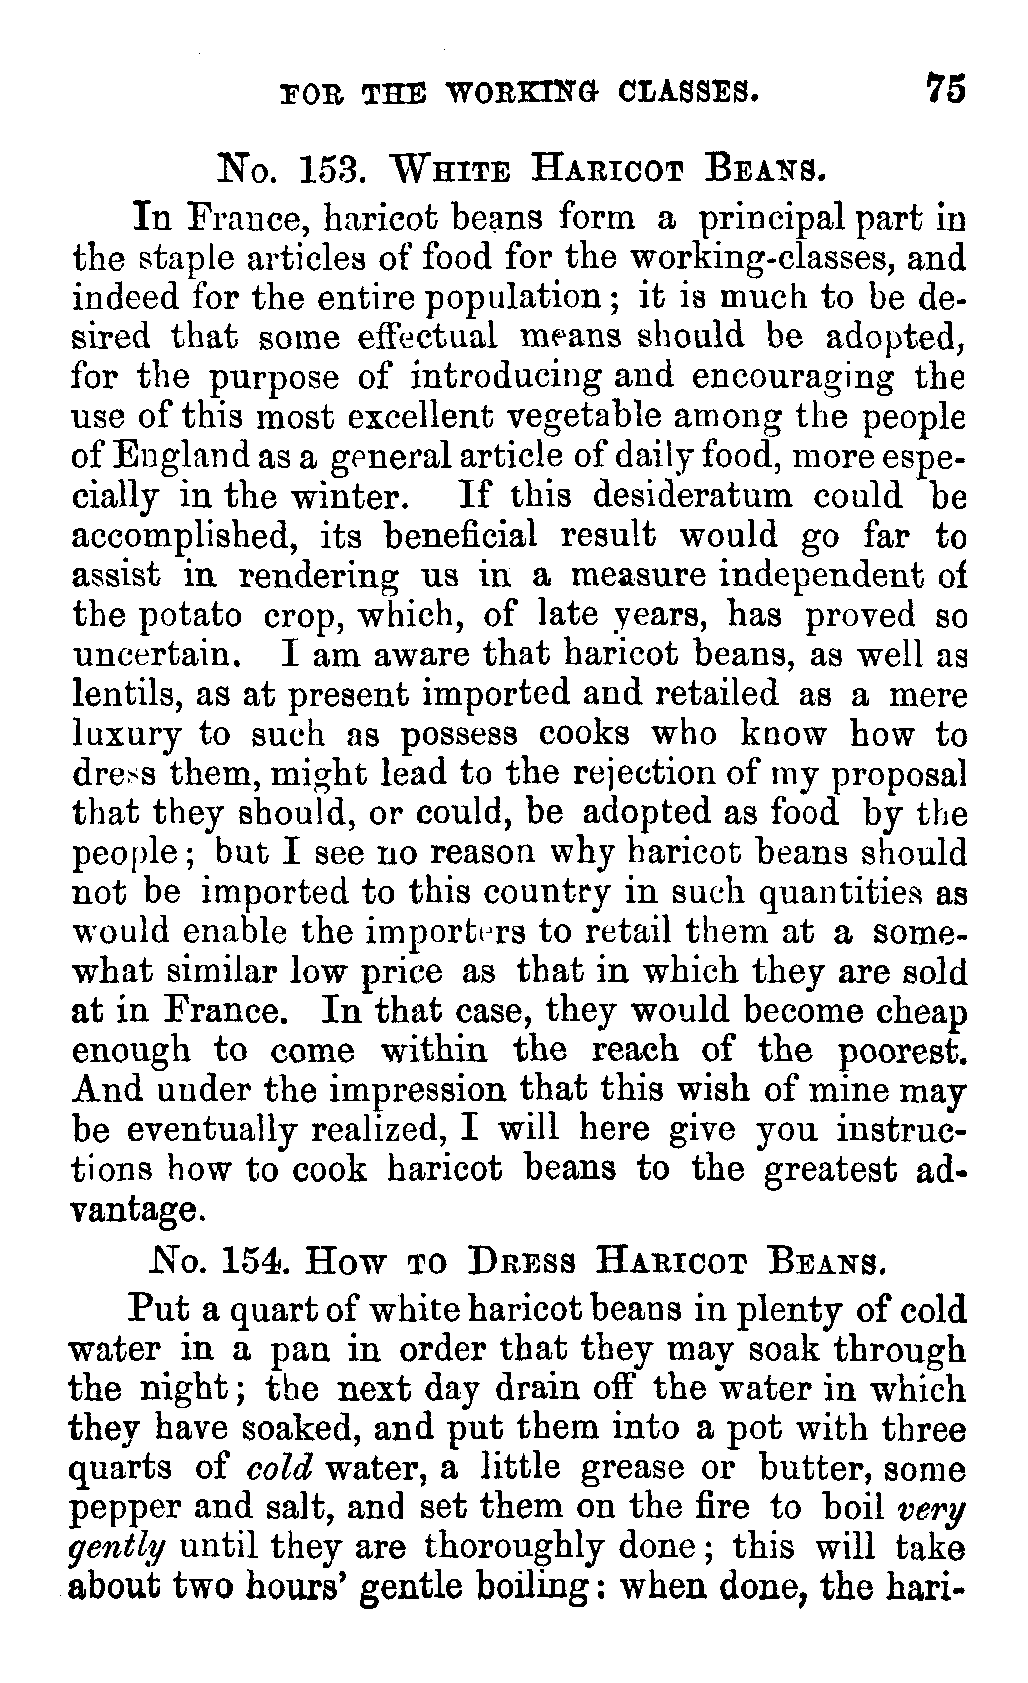 FOR THE WORKING CLASSES. 75
No. 153. White Haricot Beans.
In France, haricot beans form a principal part in
the staple articles of food for the working-classes, and
indeed for the entire population; it is much to be de-
sired that some effectual means should be adopted,
for the purpose of introducing and encouraging the
use of this most excellent vegetable among the people
of England as a general article of daily food, more espe-
cially in the winter. If this desideratum could be
accomplished, its beneficial result would go far to
assist in rendering us in a measure independent of
the potato crop, which, of late years, has proved so
uncertain. I am aware that haricot beans, as well as
lentils, as at present imported and retailed as a mere
luxury to such as possess cooks who know how to
dress them, might lead to the rejection of my proposal
that they should, or could, be adopted as food by the
people; but I see no reason why haricot beans should
not be imported to this country in such quantities as
would enable the importers to retail them at a some-
what similar low price as that in which they are sold
at in France. In that case, they would become cheap
enough to come within the reach of the poorest.
And under the impression that this wish of mine may
be eventually realized, I will here give you instruc-
tions how to cook haricot beans to the greatest ad-
vantage.
No. 154. How to Dress Haricot Beans.
Put a quart of white haricot beans in plenty of cold
water in a pan in order that they may soak through
the night; the next day drain off the water in which
they have soaked, and put them into a pot with three
quarts of cold water, a little grease or butter, some
pepper and salt, and set them on the fire to boil very
gently until they are thoroughly done; this will take
about two hours' gentle boiling: when done, the hari-